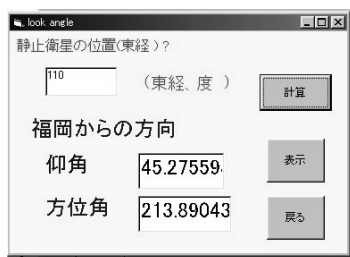 look angle
静止衛星の位置(東経 )?
110
(東経、度 )
計算
福岡からの方向
仰角
45.27559
表示
方位角
213.89043
戻る